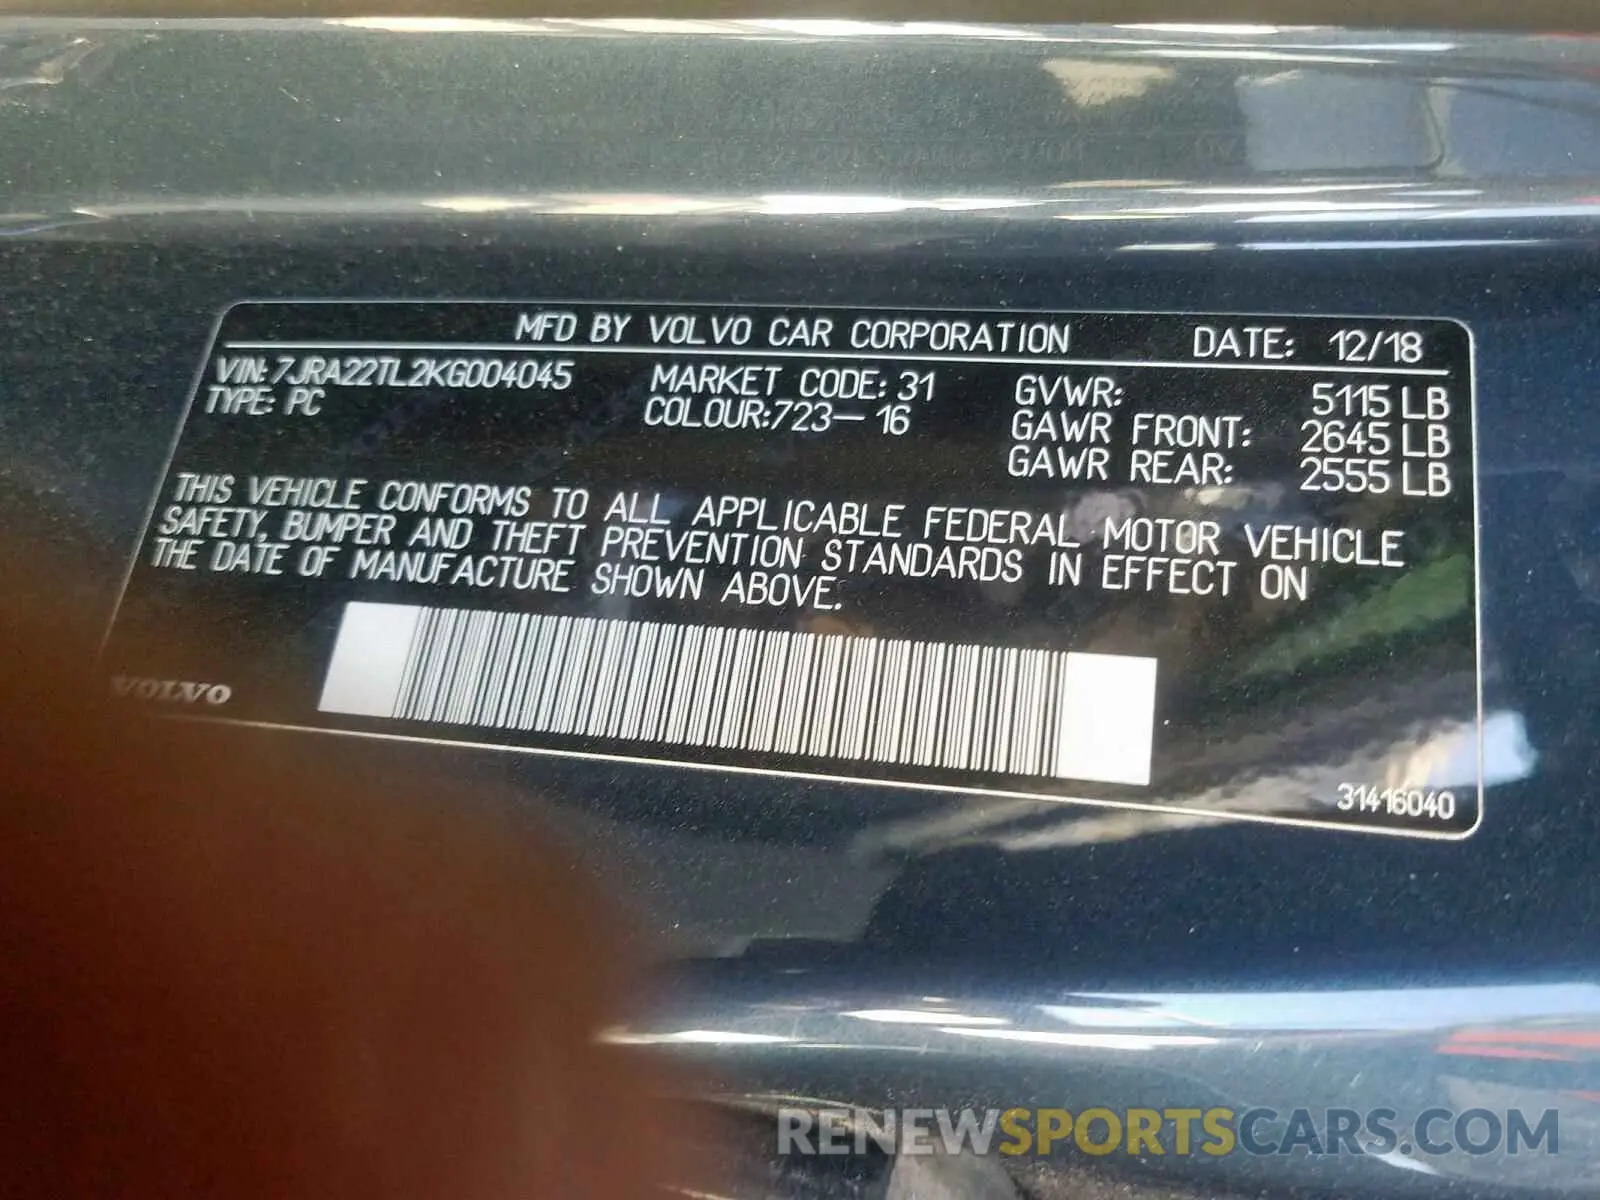 MFD BY VOLVO CAR CORPORATION DATE: 12/18
VIN: 7JRA22TL2KG004045 MARKET CODE: 31 GVWR: 5115 LB
TYPE: PC COLOUR:723-16 GAWR FRONT: 2645 LB
GAWR REAR: 2555 LB
THIS VEHICLE CONFORMS TO ALL APPLICABLE FEDERAL MOTOR VEHICLE
SAFETY, BUMPER AND THEFT PREVENTION STANDARDS IN EFFECT ON
THE DATE OF MANUFACTURE SHOWN ABOVE.
VOLVO
31416040
RENEWSPORTSCARS.COM